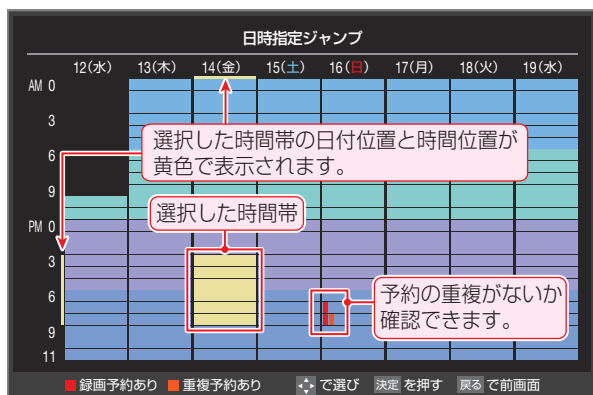 日時指定ジャンプ
12(水) 13(木) 14(金) 15(土) 16(日) 17(月) 18(火) 19(水)
AM 0
3
選択した時間帯の日付位置と時間位置が
黄色で表示されます。
6
9
選択した時間帯
PM 0
3
6
予約の重複がないか
確認できます。
9
11
録画予約あり 重複予約あり で選び 決定 を押す 戻る で前画面